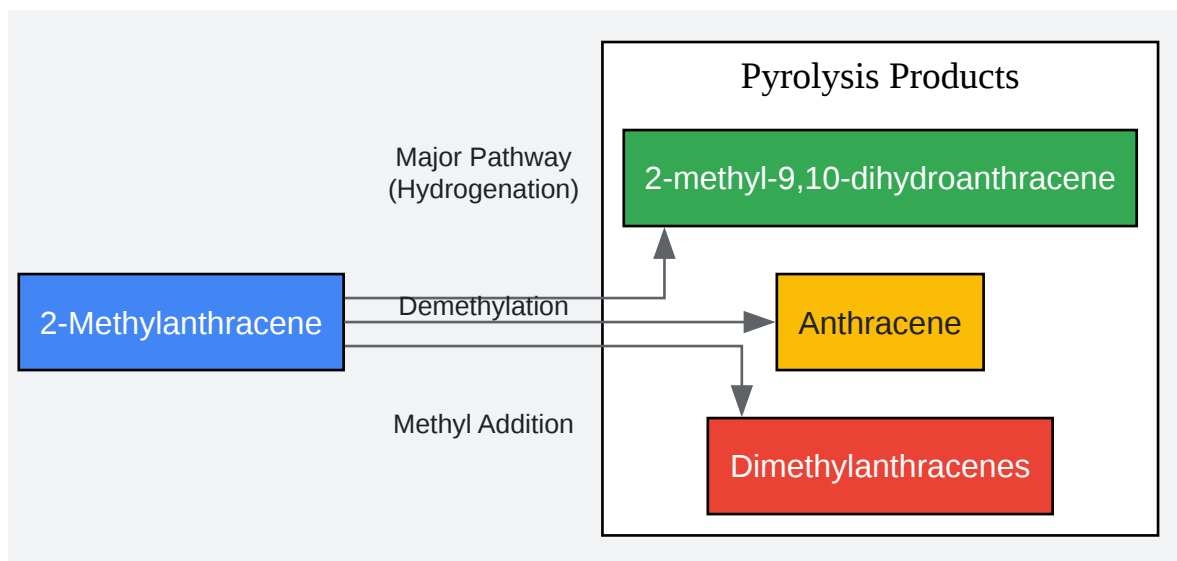 Pyrolysis Products
Major Pathway
(Hydrogenation)
2-methyl-9,10-dihydroanthracene
2-Methylanthracene
Demethylation
Anthracene
Methyl Addition
Dimethylanthracenes